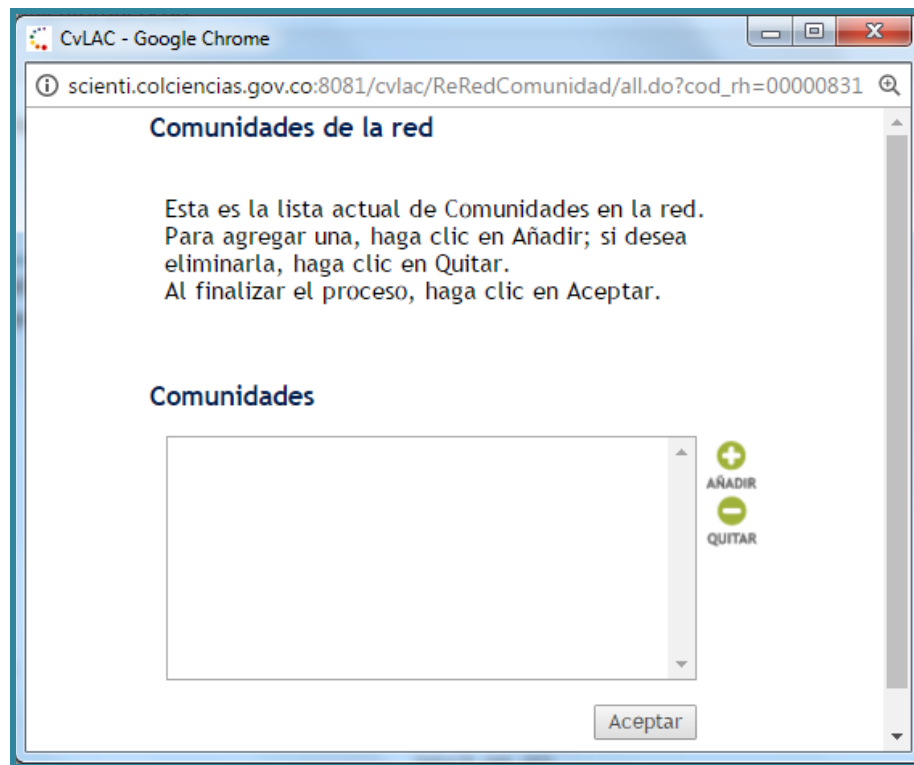 CvLAC - Google Chrome
scienti.colciencias.gov.co:8081/cvlac/ReRedComunidad/all.do?cod_rh=00000831
Comunidades de la red
Esta es la lista actual de Comunidades en la red.
Para agregar una, haga clic en Añadir; si desea
eliminarla, haga clic en Quitar.
Al finalizar el proceso, haga clic en Aceptar.
Comunidades
AÑADIR
QUITAR
Aceptar